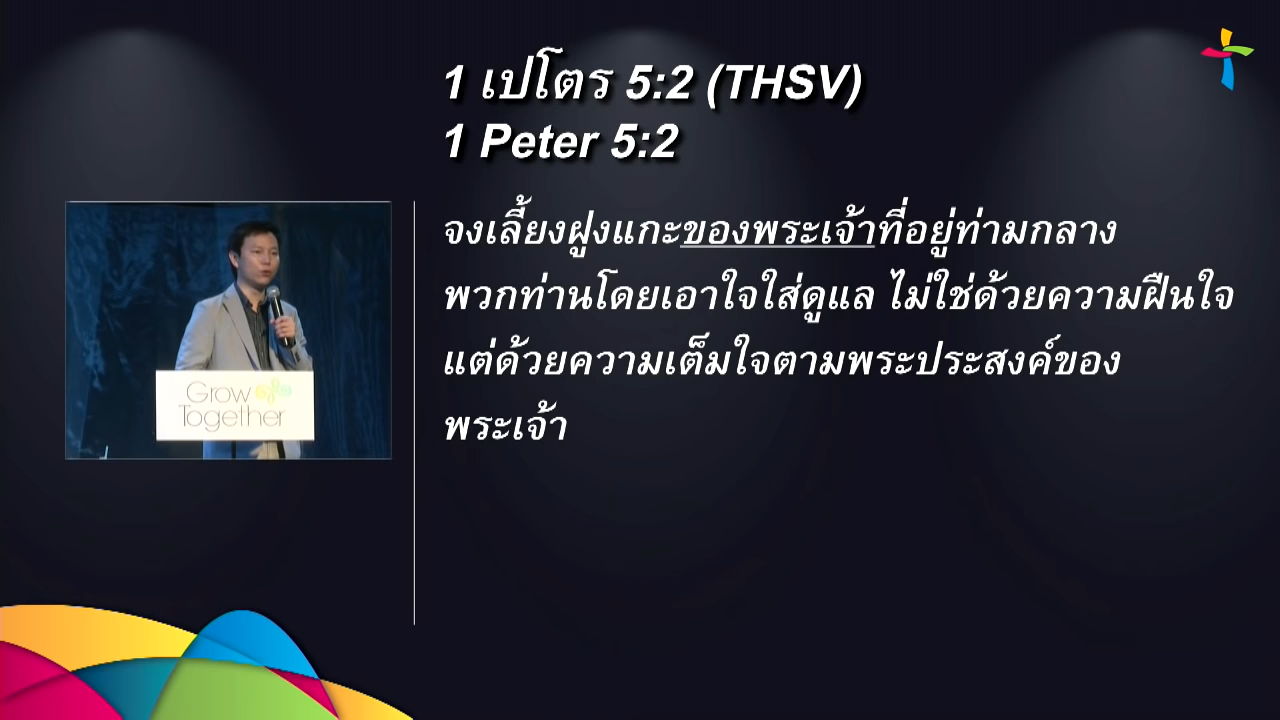 1 เปโตร 5:2 (THSV)
1 Peter 5:2
จงเลี้ยงฝูงแกะของพระเจ้าที่อยู่ท่ามกลาง
พวกท่านโดยเอาใจใส่ดูแล ไม่ใช่ด้วยความฝืนใจ
แต่ด้วยความเต็มใจตามพระประสงค์ของ
พระเจ้า
Grow
Together